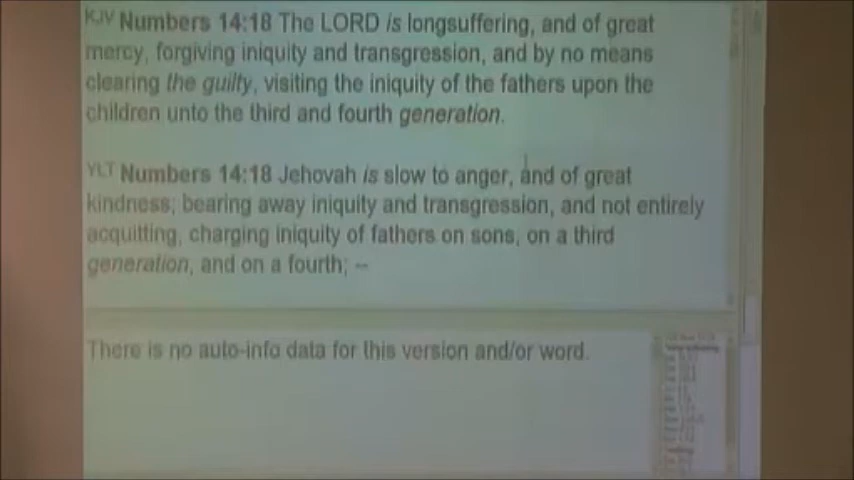 KJV Numbers 14:18 The LORD is longsuffering, and of great
mercy, forgiving iniquity and transgression, and by no means
clearing the guilty, visiting the iniquity of the fathers upon the
children unto the third and fourth generation.
YLT Numbers 14:18 Jehovah is slow to anger, and of great
kindness; bearing away iniquity and transgression, and not entirely
acquitting, charging iniquity of fathers on sons, on a third
generation, and on a fourth; --
There is no auto-info data for this version and/or word.